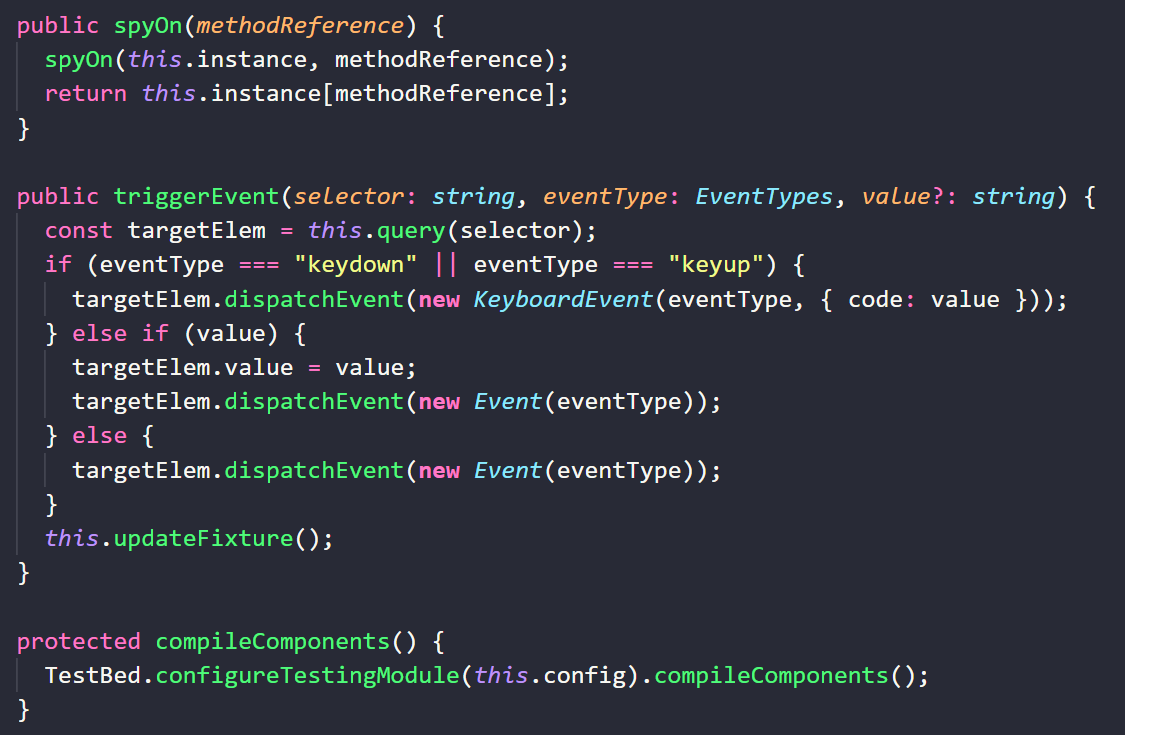 public spyOn(methodReference) {
  spyOn(this.instance, methodReference);
  return this.instance[methodReference];
}

public triggerEvent(selector: string, eventType: EventTypes, value?: string) {
  const targetElem = this.query(selector);
  if (eventType === "keydown" || eventType === "keyup") {
    targetElem.dispatchEvent(new KeyboardEvent(eventType, { code: value }));
  } else if (value) {
    targetElem.value = value;
    targetElem.dispatchEvent(new Event(eventType));
  } else {
    targetElem.dispatchEvent(new Event(eventType));
  }
  this.updateFixture();
}

protected compileComponents() {
  TestBed.configureTestingModule(this.config).compileComponents();
}